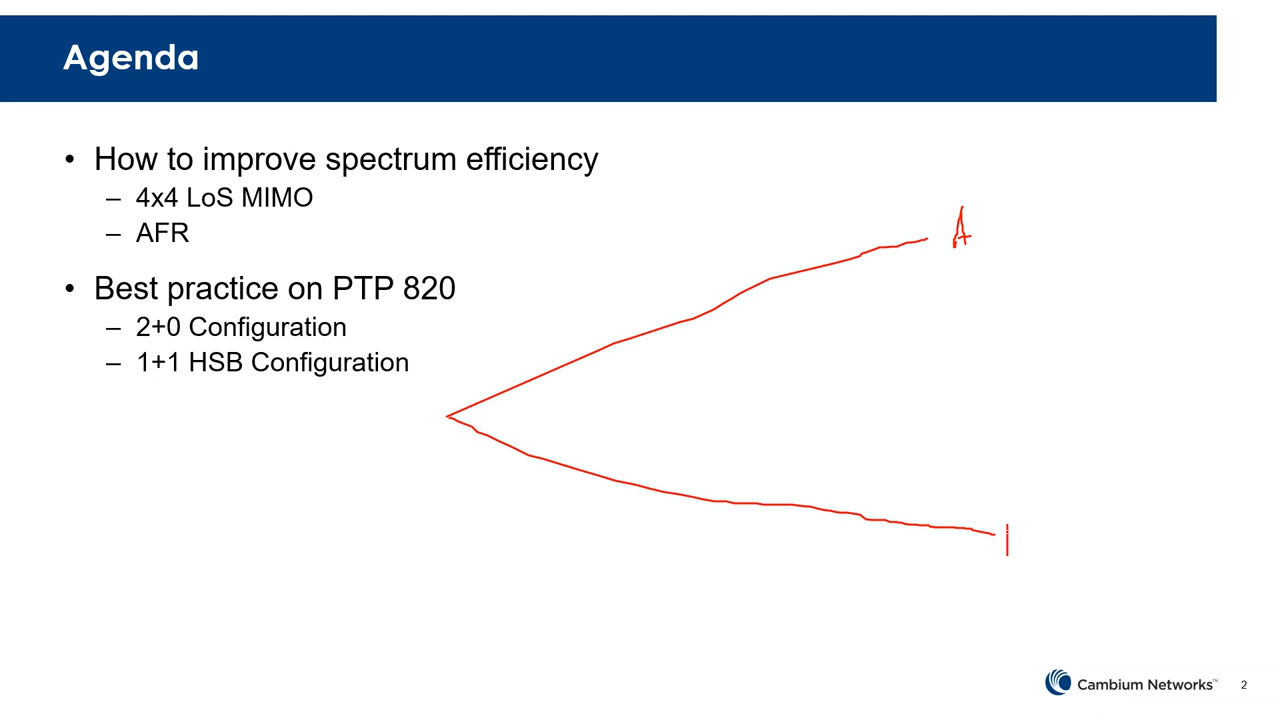 Agenda
• How to improve spectrum efficiency
– 4x4 LoS MIMO
– AFR
• Best practice on PTP 820
– 2+0 Configuration
– 1+1 HSB Configuration
A
Cambium Networks™
2